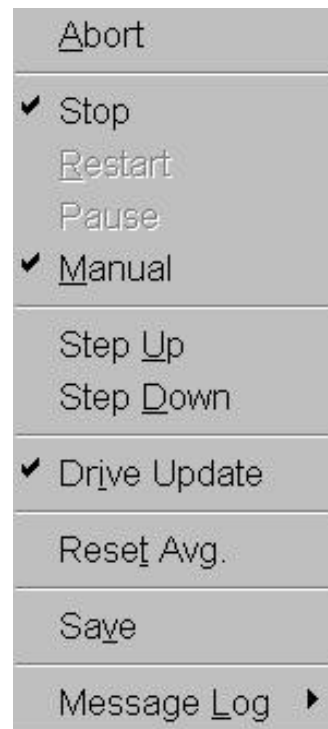 Abort
Stop
Restart
Pause
Manual
Step Up
Step Down
Drive Update
Reset Avg.
Save
Message Log